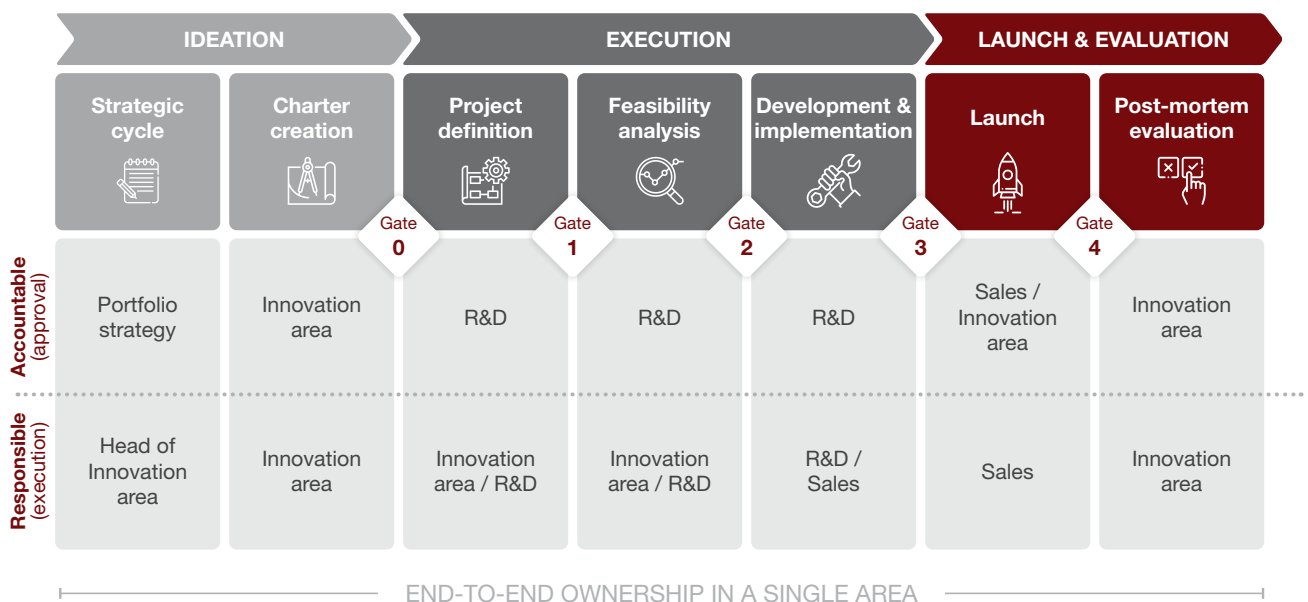 IDEATION
EXECUTION
LAUNCH & EVALUATION
Strategic
cycle
Charter
creation
Project
definition
Feasibility
analysis
Development &
implementation
Launch
Post-mortem
evaluation
Gate
0
Gate
1
Gate
2
Gate
3
Gate
4
Accountable
(approval)
Portfolio
strategy
Innovation
area
R&D
R&D
R&D
Sales /
Innovation
area
Innovation
area
Responsible
(execution)
Head of
Innovation
area
Innovation
area
Innovation
area / R&D
Innovation
area / R&D
R&D /
Sales
Sales
Innovation
area
END-TO-END OWNERSHIP IN A SINGLE AREA